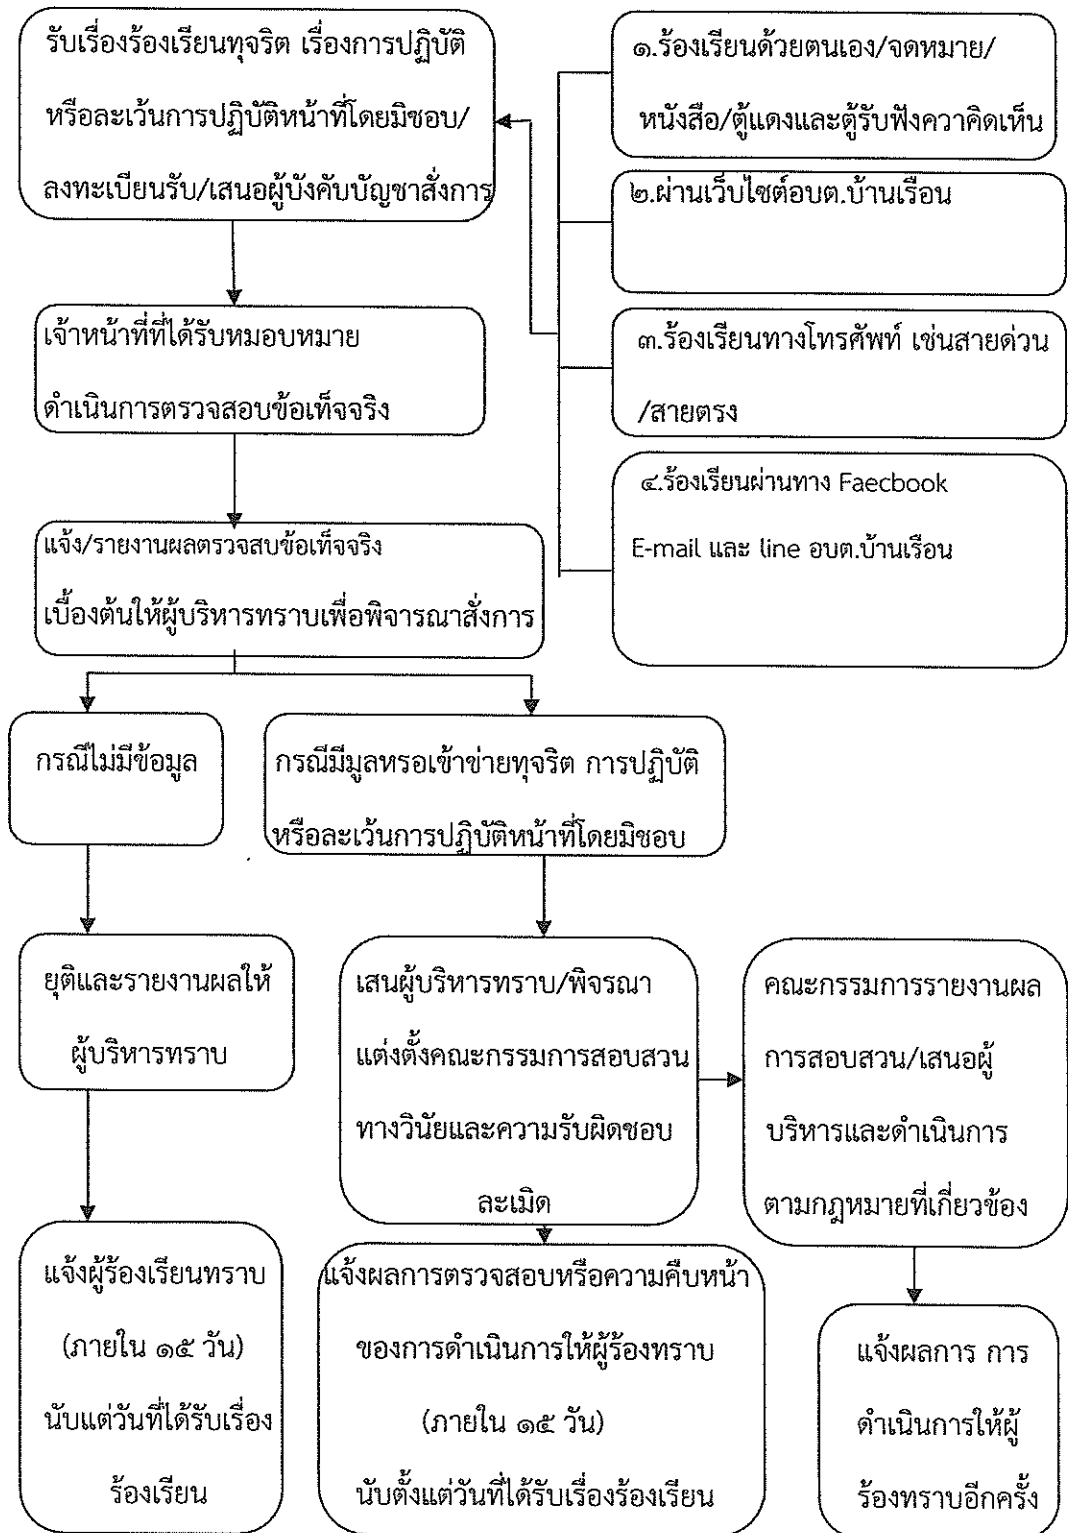 รับเรื่องร้องเรียนทุจริต เรื่องการปฏิบัติ
หรือละเว้นการปฏิบัติหน้าที่โดยมิชอบ/
ลงทะเบียนรับ/เสนอผู้บังคับบัญชาสั่งการ
๑.ร้องเรียนด้วยตนเอง/จดหมาย/
หนังสือ/ตู้แดงและตู้รับฟังควาคิดเห็น
๒.ผ่านเว็บไซต์อบต.บ้านเรือน
๓.ร้องเรียนทางโทรศัพท์ เช่นสายด่วน
/สายตรง
๔.ร้องเรียนผ่านทาง Faecbook
E-mail และ line อบต.บ้านเรือน
เจ้าหน้าที่ที่ได้รับหมอบหมาย
ดำเนินการตรวจสอบข้อเท็จจริง
แจ้ง/รายงานผลตรวจสบข้อเท็จจริง
เบื้องต้นให้ผู้บริหารทราบเพื่อพิจารณาสั่งการ
กรณีไม่มีข้อมูล
กรณีมีมูลหรอเข้าข่ายทุจริต การปฏิบัติ
หรือละเว้นการปฏิบัติหน้าที่โดยมิชอบ
ยุติและรายงานผลให้
ผู้บริหารทราบ
เสนผู้บริหารทราบ/พิจรณา
แต่งตั้งคณะกรรมการสอบสวน
ทางวินัยและความรับผิดชอบ
ละเมิด
คณะกรรมการรายงานผล
การสอบสวน/เสนอผู้
บริหารและดำเนินการ
ตามกฎหมายที่เกี่ยวข้อง
แจ้งผู้ร้องเรียนทราบ
(ภายใน ๑๕ วัน)
นับแต่วันที่ได้รับเรื่อง
ร้องเรียน
แจ้งผลการตรวจสอบหรือความคืบหน้า
ของการดำเนินการให้ผู้ร้องทราบ
(ภายใน ๑๕ วัน)
นับตั้งแต่วันที่ได้รับเรื่องร้องเรียน
แจ้งผลการ การ
ดำเนินการให้ผู้
ร้องทราบอีกครั้ง